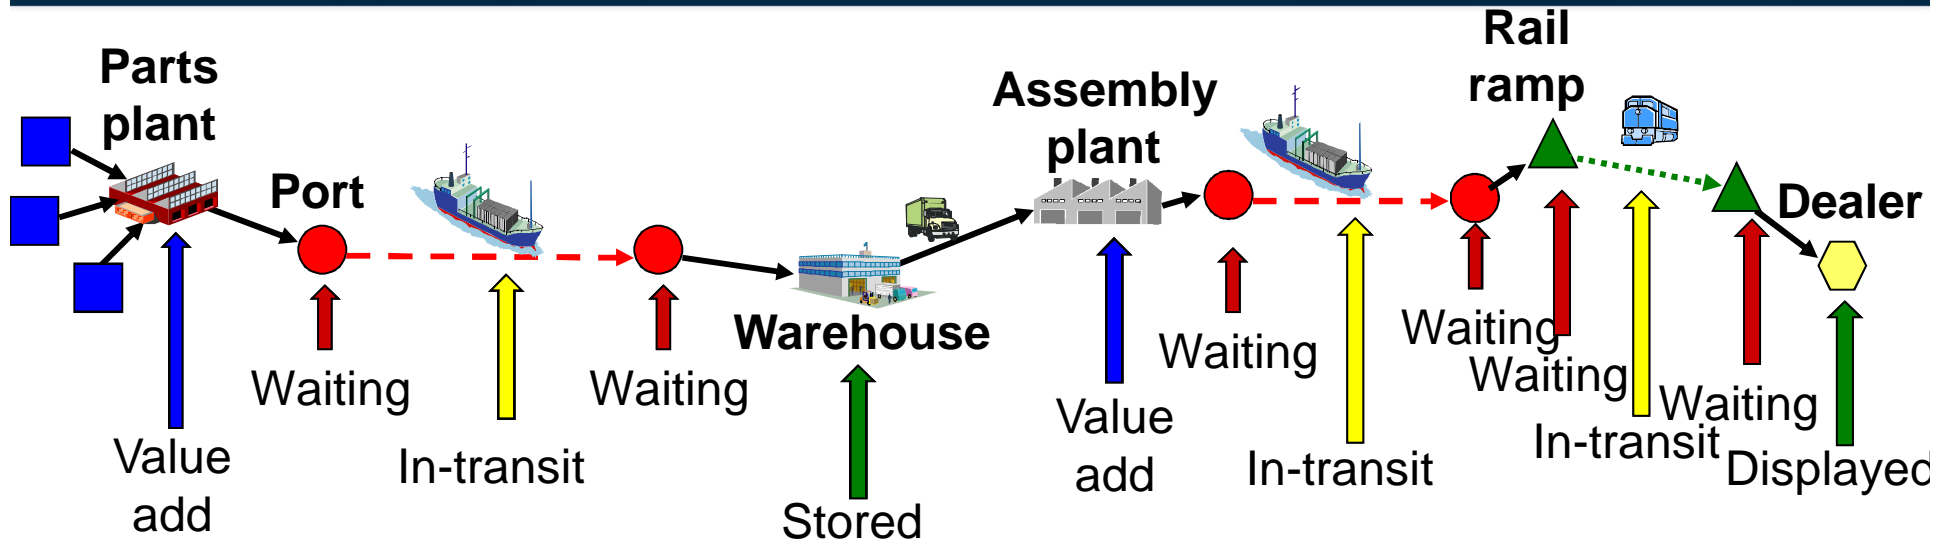 Parts
plant
Port
Warehouse
Assembly
plant
Rail
ramp
Dealer
Value
add
Waiting
In-transit
Waiting
Stored
Value
add
Waiting
In-transit
Waiting
Waiting
In-transit
Waiting
Displayed